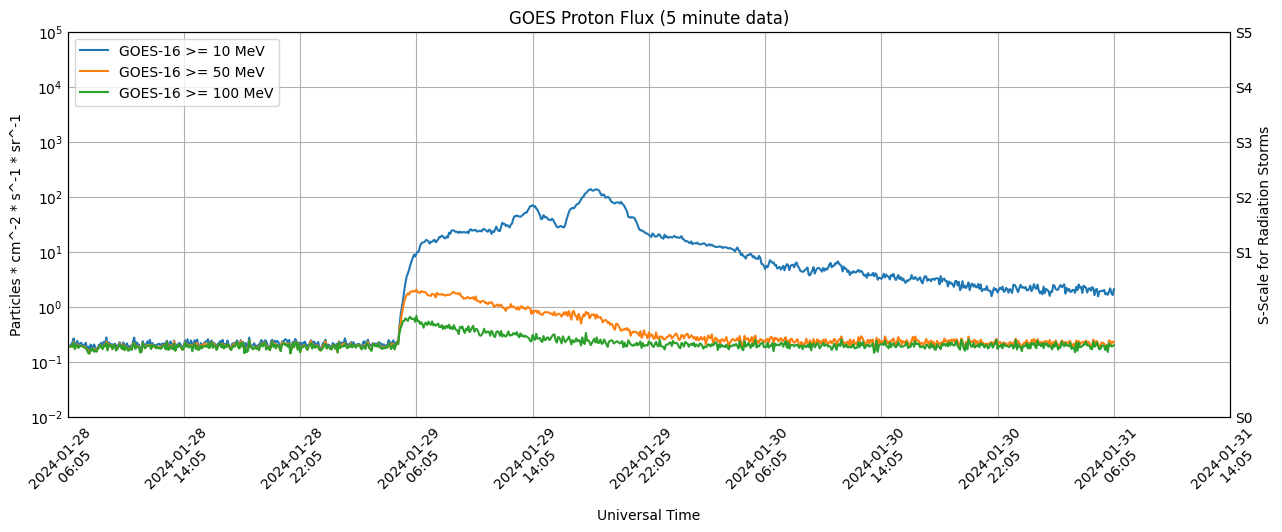 GOES Proton Flux (5 minute data)
GOES-16 >= 10 MeV
GOES-16 >= 50 MeV
GOES-16 >= 100 MeV
10^5
10^4
10^3
10^2
10^1
10^0
10^-1
10^-2
Particles * cm^-2 * s^-1 * sr^-1
S5
S4
S3
S2
S1
S0
S-Scale for Radiation Storms
2024-01-28
06:05
2024-01-28
14:05
2024-01-28
22:05
2024-01-29
06:05
2024-01-29
14:05
2024-01-29
22:05
2024-01-30
06:05
2024-01-30
14:05
2024-01-30
22:05
2024-01-31
06:05
2024-01-31
14:05
Universal Time